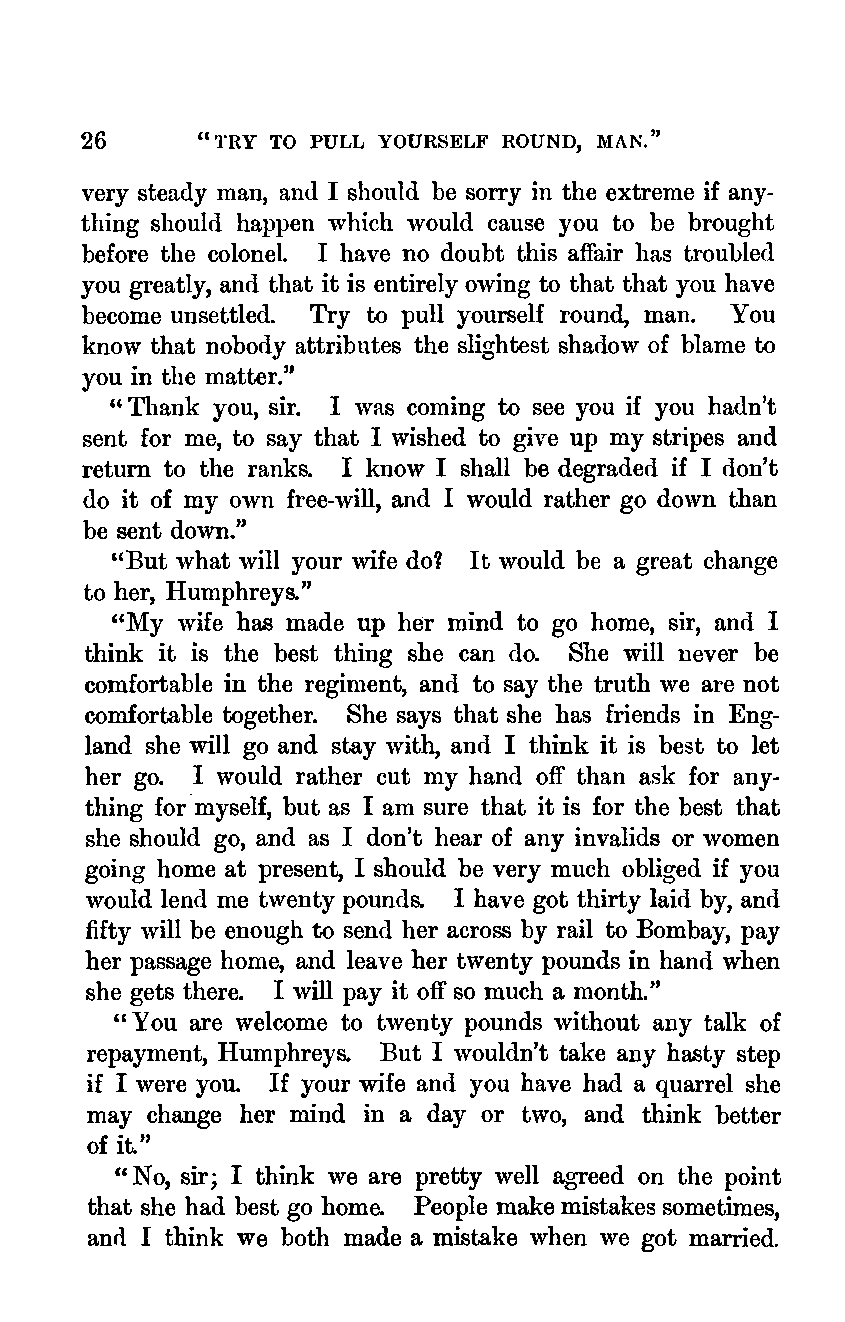 26 "TRY TO PULL YOURSELF ROUND, MAN."
very steady man, and I should be sorry in the extreme if any-
thing should happen which would cause you to be brought
before the colonel. I have no doubt this affair has troubled
you greatly, and that it is entirely owing to that that you have
become unsettled. Try to pull yourself round, man. You
know that nobody attributes the slightest shadow of blame to
you in the matter."
"Thank you, sir. I was coming to see you if you hadn't
sent for me, to say that I wished to give up my stripes and
return to the ranks. I know I shall be degraded if I don't
do it of my own free-will, and I would rather go down than
be sent down."
"But what will your wife do? It would be a great change
to her, Humphreys."
"My wife has made up her mind to go home, sir, and I
think it is the best thing she can do. She will never be
comfortable in the regiment, and to say the truth we are not
comfortable together. She says that she has friends in Eng-
land she will go and stay with, and I think it is best to let
her go. I would rather cut my hand off than ask for any-
thing for myself, but as I am sure that it is for the best that
she should go, and as I don't hear of any invalids or women
going home at present, I should be very much obliged if you
would lend me twenty pounds. I have got thirty laid by, and
fifty will be enough to send her across by rail to Bombay, pay
her passage home, and leave her twenty pounds in hand when
she gets there. I will pay it off so much a month."
"You are welcome to twenty pounds without any talk of
repayment, Humphreys. But I wouldn't take any hasty step
if I were you. If your wife and you have had a quarrel she
may change her mind in a day or two, and think better
of it."
"No, sir; I think we are pretty well agreed on the point
that she had best go home. People make mistakes sometimes,
and I think we both made a mistake when we got married.